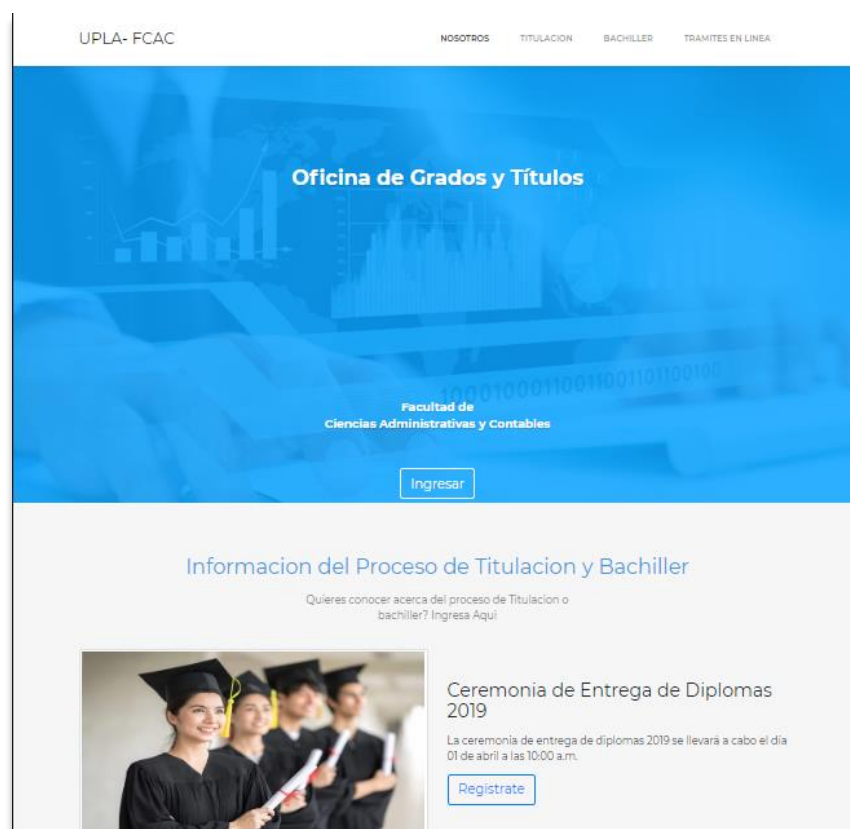 UPLA- FCAC
NOSOTROS
TITULACION
BACHILLER
TRAMITES EN LINEA
Oficina de Grados y Títulos
100010001100110011011100100
Facultad de
Ciencias Administrativas y Contables
Ingresar
Informacion del Proceso de Titulacion y Bachiller
Quieres conocer acerca del proceso de Titulacion o
bachiller? Ingresa Aqui
Ceremonia de Entrega de Diplomas
2019
La ceremonia de entrega de diplomas 2019 se llevará a cabo el día
01 de abril a las 10:00 a.m.
Registrate